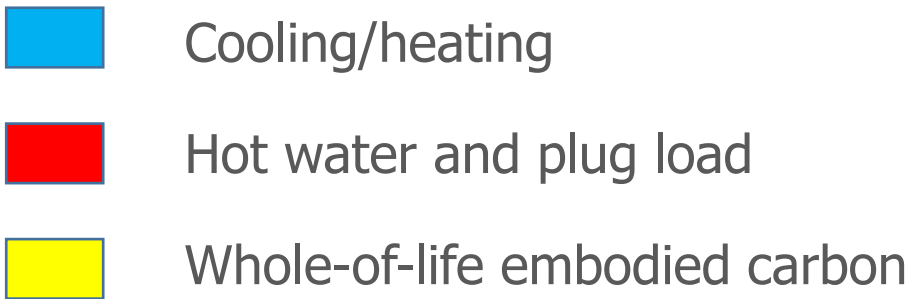 Cooling/heating
Hot water and plug load
Whole-of-life embodied carbon